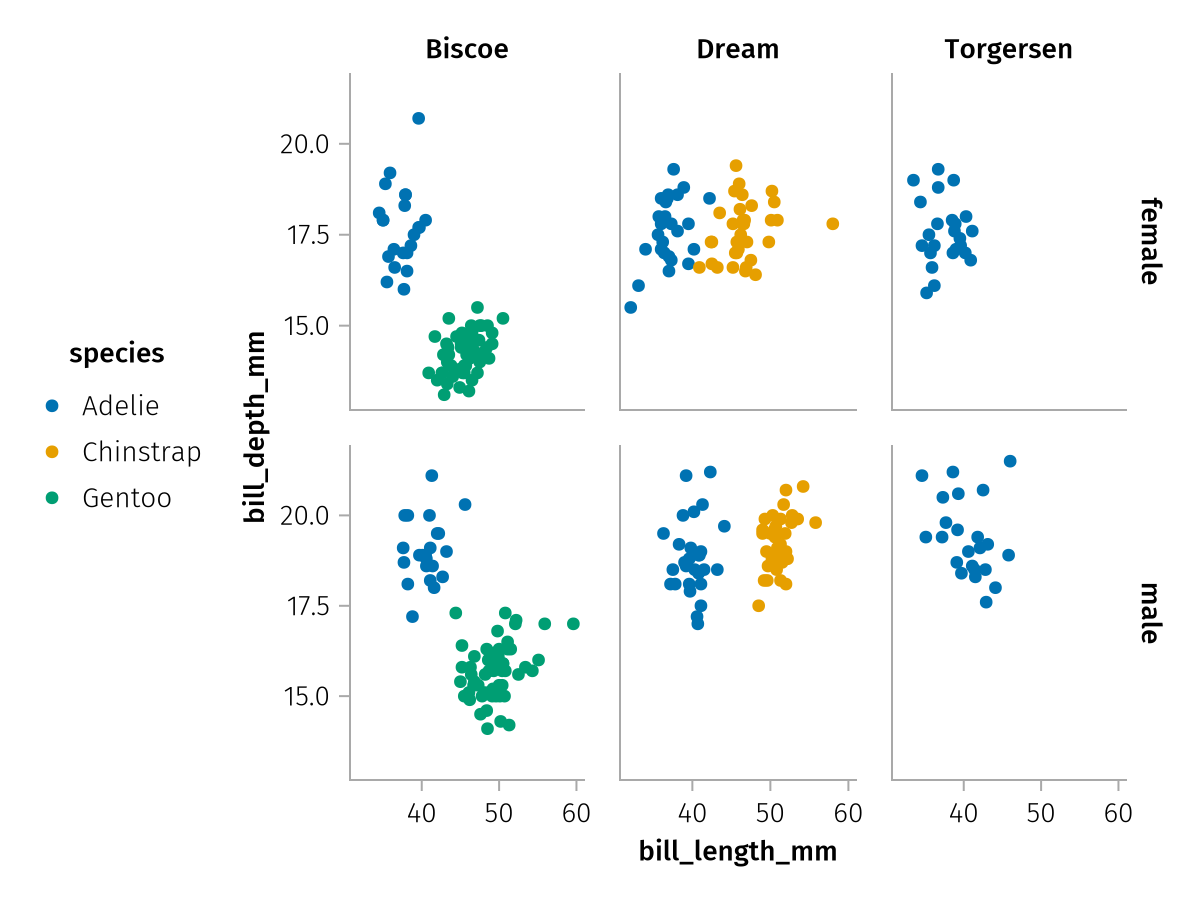 Biscoe
Dream
Torgersen
20.0
17.5
15.0
female
species
Adelie
Chinstrap
Gentoo
bill_depth_mm
20.0
17.5
15.0
male
40 50 60 40 50 60 40 50 60
bill_length_mm